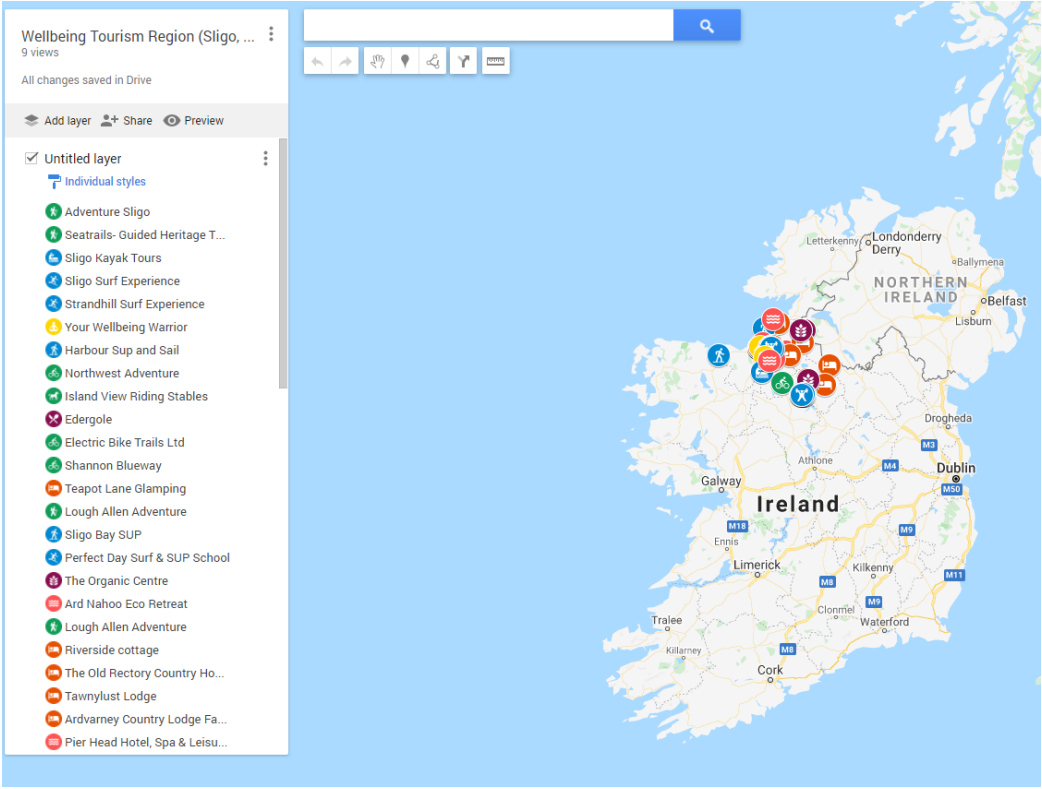 Wellbeing Tourism Region (Sligo, ...
9 views
All changes saved in Drive
Add layer Share Preview
Untitled layer
Individual styles
Adventure Sligo
Seatrails- Guided Heritage T...
Sligo Kayak Tours
Sligo Surf Experience
Strandhill Surf Experience
Your Wellbeing Warrior
Harbour Sup and Sail
Northwest Adventure
Island View Riding Stables
Edergole
Electric Bike Trails Ltd
Shannon Blueway
Teapot Lane Glamping
Lough Allen Adventure
Sligo Bay SUP
Perfect Day Surf & SUP School
The Organic Centre
Ard Nahoo Eco Retreat
Lough Allen Adventure
Riverside cottage
The Old Rectory Country Ho...
Tawnylust Lodge
Ardvarney Country Lodge Fa...
Pier Head Hotel, Spa & Leisu...
Letterkenny
Londonderry
Derry
Ballymena
NORTHERN
IRELAND
Belfast
Lisburn
Drogheda
M3
Athlone
M4
Dublin
Galway
M50
Ireland
M18
M9
Ennis
Limerick
Kilkenny
M11
M8
M9
Clonmel
Tralee
Waterford
Killarney
M8
Cork